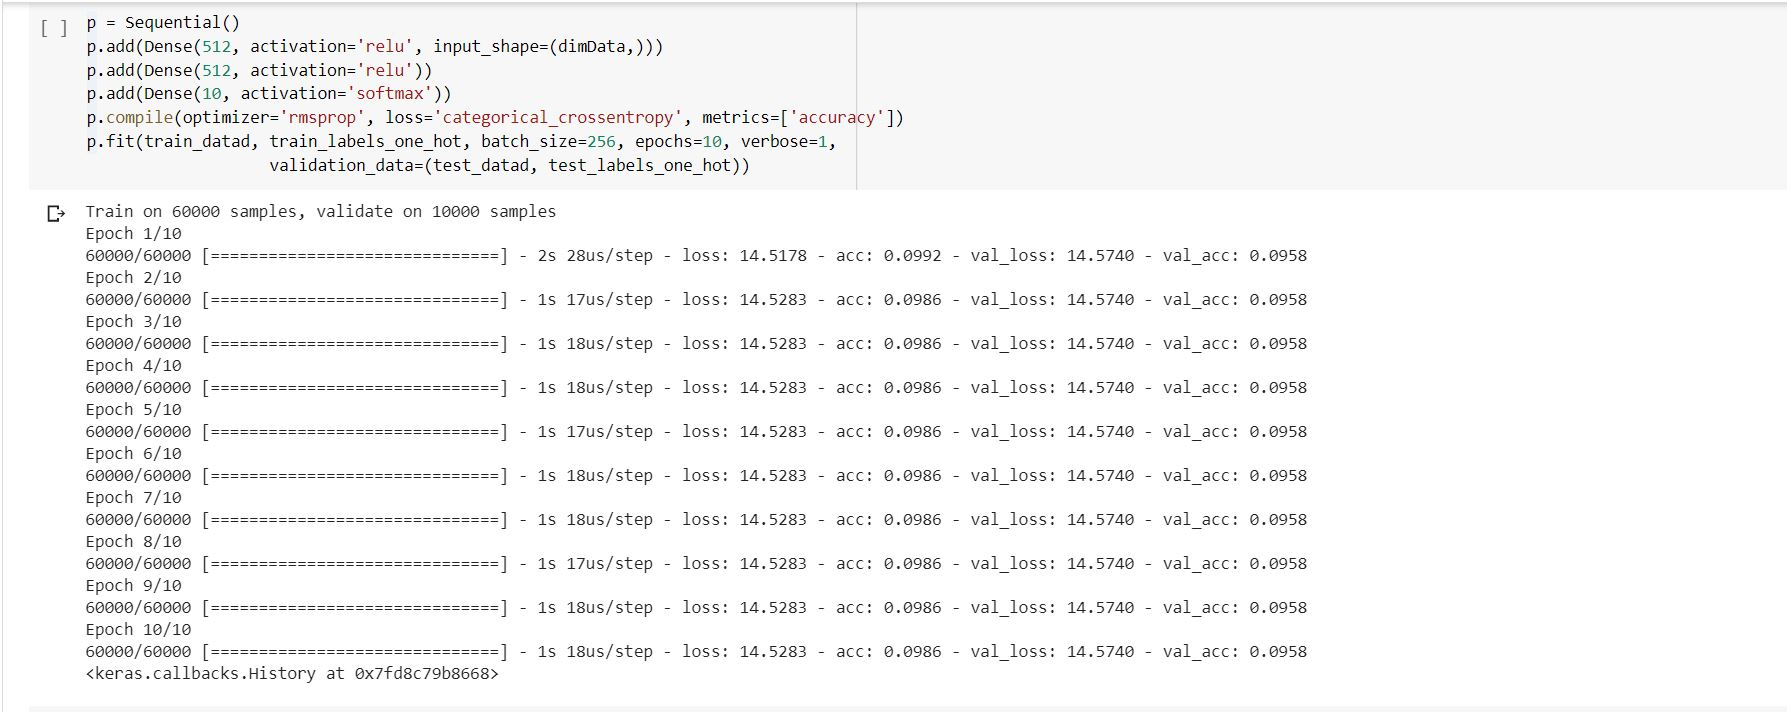 [ ] p = Sequential()
p.add(Dense(512, activation='relu', input_shape=(dimData,)))
p.add(Dense(512, activation='relu'))
p.add(Dense(10, activation='softmax'))
p.compile(optimizer='rmsprop', loss='categorical_crossentropy', metrics=['accuracy'])
p.fit(train_datad, train_labels_one_hot, batch_size=256, epochs=10, verbose=1,
                   validation_data=(test_datad, test_labels_one_hot))
Train on 60000 samples, validate on 10000 samples
Epoch 1/10
60000/60000 [==============================] - 2s 28us/step - loss: 14.5178 - acc: 0.0992 - val_loss: 14.5740 - val_acc: 0.0958
Epoch 2/10
60000/60000 [==============================] - 1s 17us/step - loss: 14.5283 - acc: 0.0986 - val_loss: 14.5740 - val_acc: 0.0958
Epoch 3/10
60000/60000 [==============================] - 1s 18us/step - loss: 14.5283 - acc: 0.0986 - val_loss: 14.5740 - val_acc: 0.0958
Epoch 4/10
60000/60000 [==============================] - 1s 18us/step - loss: 14.5283 - acc: 0.0986 - val_loss: 14.5740 - val_acc: 0.0958
Epoch 5/10
60000/60000 [==============================] - 1s 17us/step - loss: 14.5283 - acc: 0.0986 - val_loss: 14.5740 - val_acc: 0.0958
Epoch 6/10
60000/60000 [==============================] - 1s 18us/step - loss: 14.5283 - acc: 0.0986 - val_loss: 14.5740 - val_acc: 0.0958
Epoch 7/10
60000/60000 [==============================] - 1s 18us/step - loss: 14.5283 - acc: 0.0986 - val_loss: 14.5740 - val_acc: 0.0958
Epoch 8/10
60000/60000 [==============================] - 1s 17us/step - loss: 14.5283 - acc: 0.0986 - val_loss: 14.5740 - val_acc: 0.0958
Epoch 9/10
60000/60000 [==============================] - 1s 18us/step - loss: 14.5283 - acc: 0.0986 - val_loss: 14.5740 - val_acc: 0.0958
Epoch 10/10
60000/60000 [==============================] - 1s 18us/step - loss: 14.5283 - acc: 0.0986 - val_loss: 14.5740 - val_acc: 0.0958
<keras.callbacks.History at 0x7fd8c79b8668>